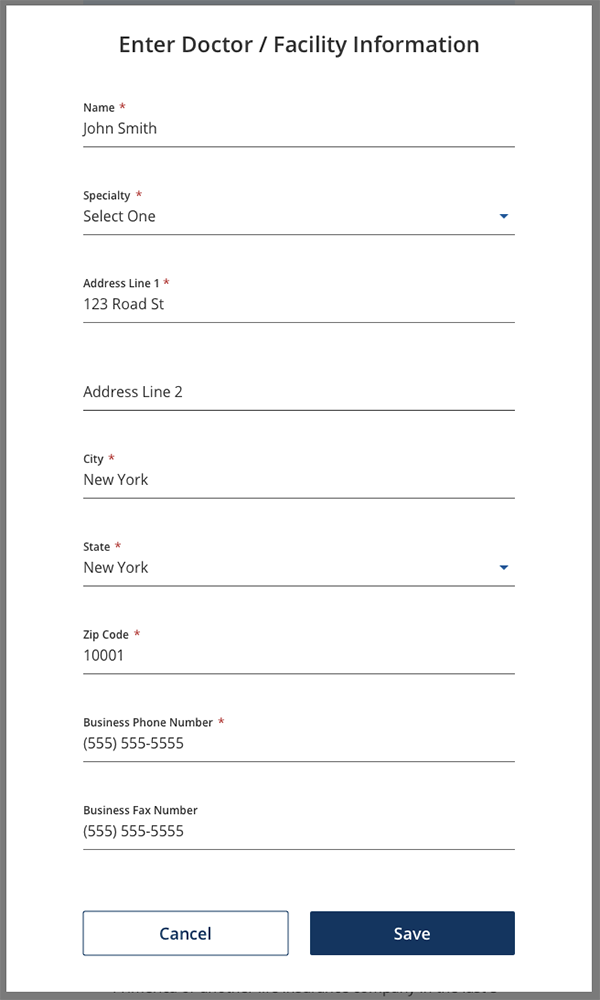 Enter Doctor / Facility Information
Name *
John Smith
Specialty *
Select One
Address Line 1 *
123 Road St
Address Line 2
City *
New York
State *
New York
Zip Code *
10001
Business Phone Number *
(555) 555-5555
Business Fax Number
(555) 555-5555
Cancel Save